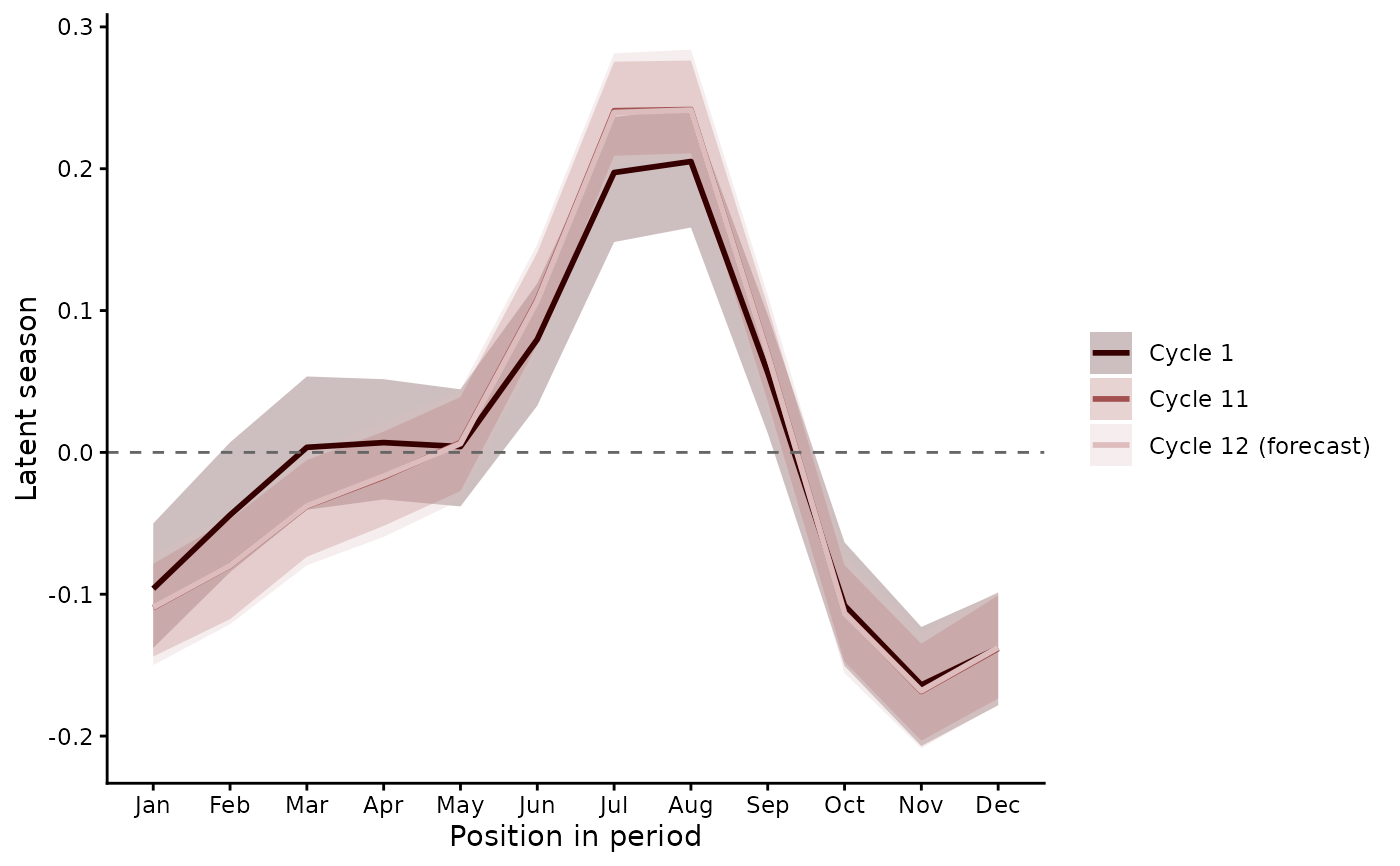 0.3
0.2
0.1
0.0
-0.1
-0.2
Latent season
Jan Feb Mar Apr May Jun Jul Aug Sep Oct Nov Dec
Position in period
Cycle 1
Cycle 11
Cycle 12 (forecast)